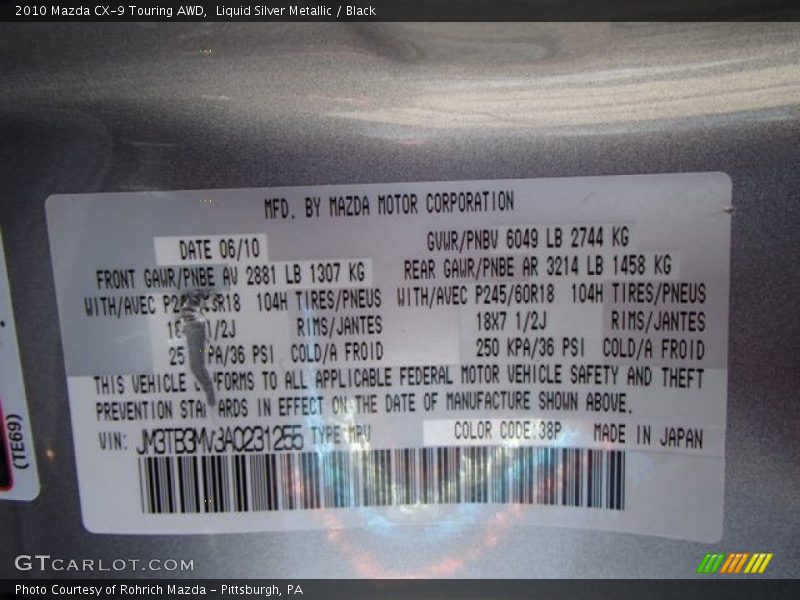 2010 Mazda CX-9 Touring AWD,  Liquid Silver Metallic / Black
MFD. BY MAZDA MOTOR CORPORATION
DATE 06/10
GVWR/PNBV 6049 LB 2744 KG
FRONT GAWR/PNBE AV 2881 LB 1307 KG
REAR GAWR/PNBE AR 3214 LB 1458 KG
WITH/AVEC 104H TIRES/PNEUS
WITH/AVEC P245/60R18 104H TIRES/PNEUS
RIMS/JANTES
18X7 1/2J RIMS/JANTES
COLD/A FROID
250 KPA/36 PSI COLD/A FROID
THIS VEHICLE TO ALL APPLICABLE FEDERAL MOTOR VEHICLE SAFETY AND THEFT
PREVENTION IN EFFECT ON THE DATE OF MANUFACTURE SHOWN ABOVE.
VIN: JM3TB3MV3A0231255 TYPE:MPV
COLOR CODE:38P MADE IN JAPAN
(TE69)
GTCARLOT.COM
Photo Courtesy of Rohrich Mazda - Pittsburgh, PA